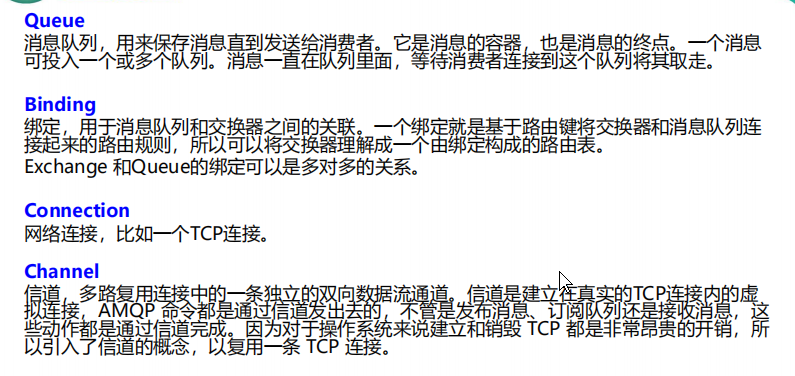 Queue
消息队列，用来保存消息直到发送给消费者。它是消息的容器，也是消息的终点。一个消息
可投入一个或多个队列。消息一直在队列里面，等待消费者连接到这个队列将其取走。
Binding
绑定，用于消息队列和交换器之间的关联。一个绑定就是基于路由键将交换器和消息队列连
接起来的路由规则，所以可以将交换器理解成一个由绑定构成的路由表。
Exchange 和Queue的绑定可以是多对多的关系。
Connection
网络连接，比如一个TCP连接。
Channel
信道，多路复用连接中的一条独立的双向数据流通道。信道是建立在真实的TCP连接内的虚
拟连接，AMQP 命令都是通过信道发出去的，不管是发布消息、订阅队列还是接收消息，这
些动作都是通过信道完成。因为对于操作系统来说建立和销毁 TCP 都是非常昂贵的开销，所
以引入了信道的概念，以复用一条 TCP 连接。